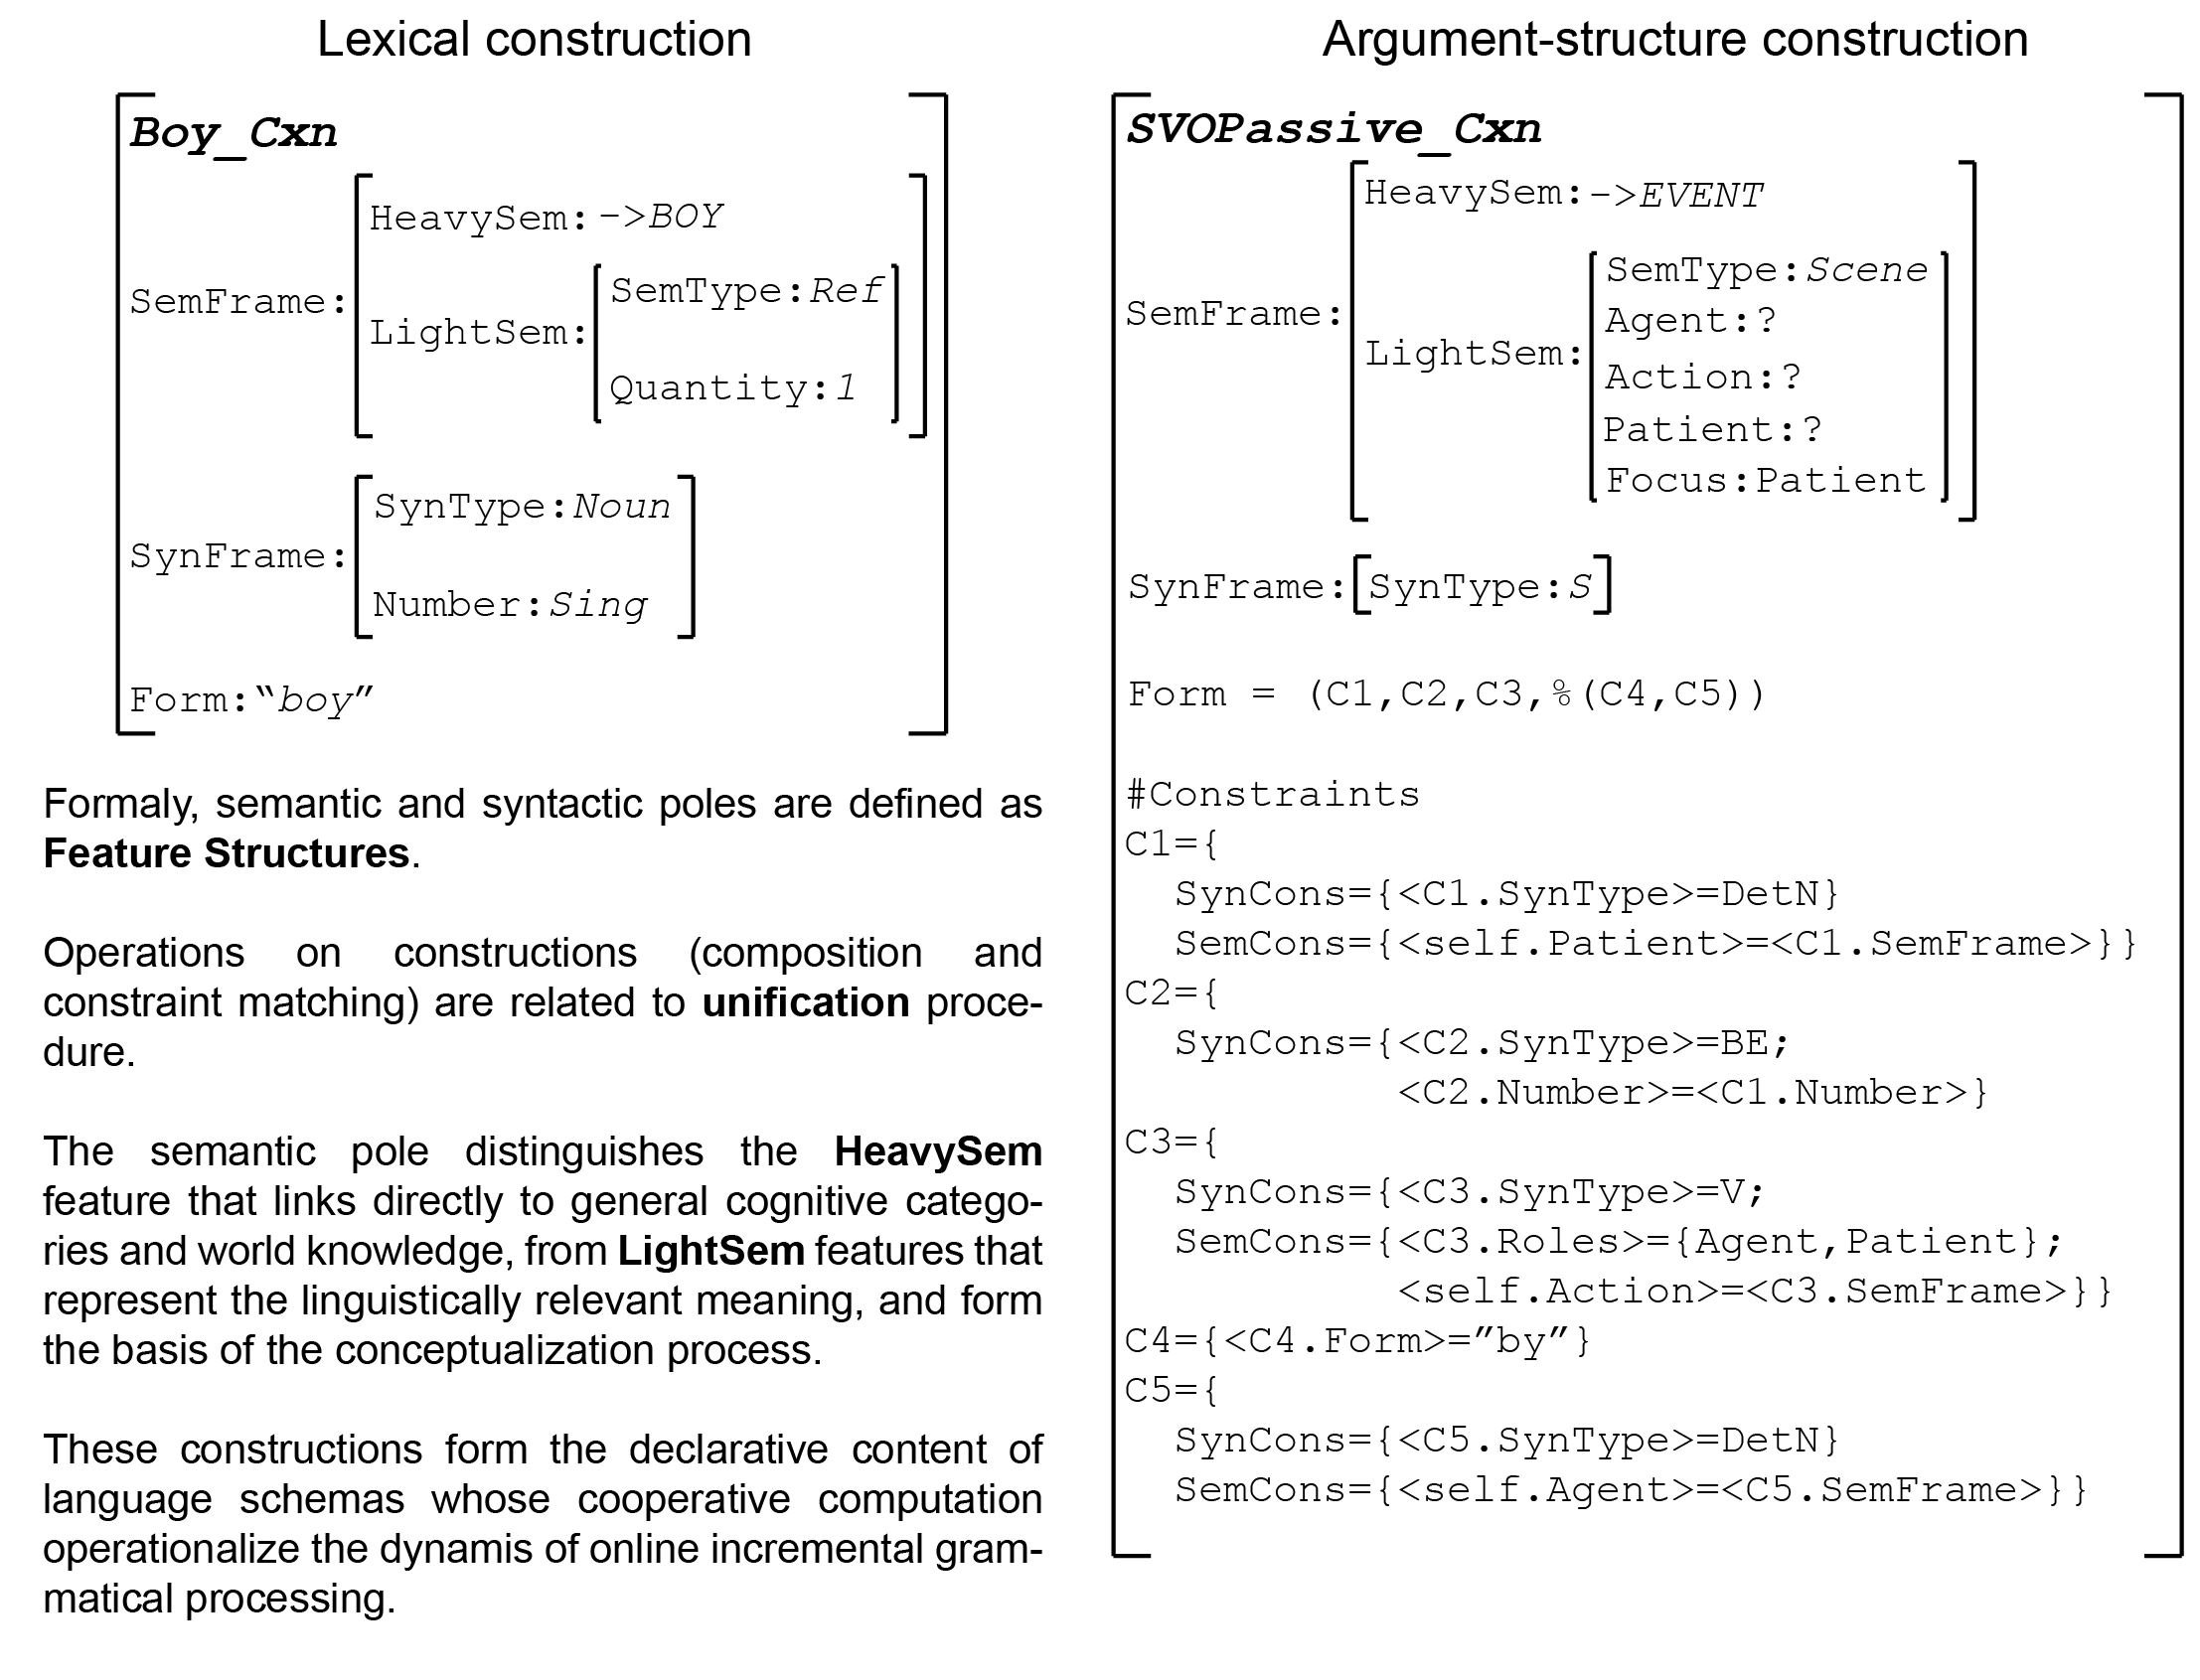 Lexical construction
Boy_Cxn
SemFrame:
HeavySem:->BOY
LightSem:
SemType:Ref
Quantity:1
SynFrame:
SynType:Noun
Number:Sing
Form:“boy”
Formaly, semantic and syntactic poles are defined as
Feature Structures.
Operations on constructions (composition and
constraint matching) are related to unification proce-
dure.
The semantic pole distinguishes the HeavySem
feature that links directly to general cognitive catego-
ries and world knowledge, from LightSem features that
represent the linguistically relevant meaning, and form
the basis of the conceptualization process.
These constructions form the declarative content of
language schemas whose cooperative computation
operationalize the dynamis of online incremental gram-
matical processing.
Argument-structure construction
SVOPassive_Cxn
SemFrame:
HeavySem:->EVENT
LightSem:
SemType:Scene
Agent:?
Action:?
Patient:?
Focus:Patient
SynFrame:[SynType:S]
Form = (C1,C2,C3,%(C4,C5))
#Constraints
C1={
SynCons={<C1.SynType>=DetN}
SemCons={<self.Patient>=<C1.SemFrame>}}
C2={
SynCons={<C2.SynType>=BE;
<C2.Number>=<C1.Number>}
C3={
SynCons={<C3.SynType>=V;
SemCons={<C3.Roles>={Agent,Patient};
<self.Action>=<C3.SemFrame>}}
C4={<C4.Form>=”by”}
C5={
SynCons={<C5.SynType>=DetN}
SemCons={<self.Agent>=<C5.SemFrame>}}